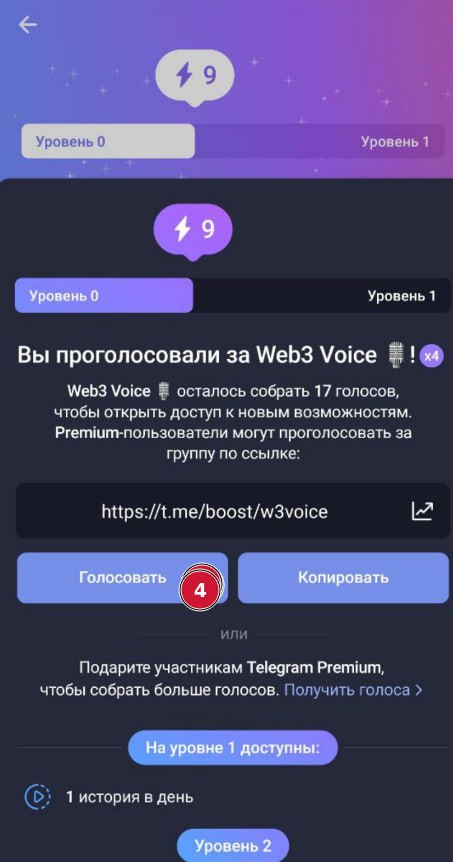 9
Уровень 0 Уровень 1
9
Уровень 0 Уровень 1
Вы проголосовали за Web3 Voice 🎙️! x4
Web3 Voice 🎙️ осталось собрать 17 голосов,
чтобы открыть доступ к новым возможностям.
Premium-пользователи могут проголосовать за
группу по ссылке:
https://t.me/boost/w3voice
Голосовать 4 Копировать
или
Подарите участникам Telegram Premium,
чтобы собрать больше голосов. Получить голоса >
На уровне 1 доступны:
1 история в день
Уровень 2